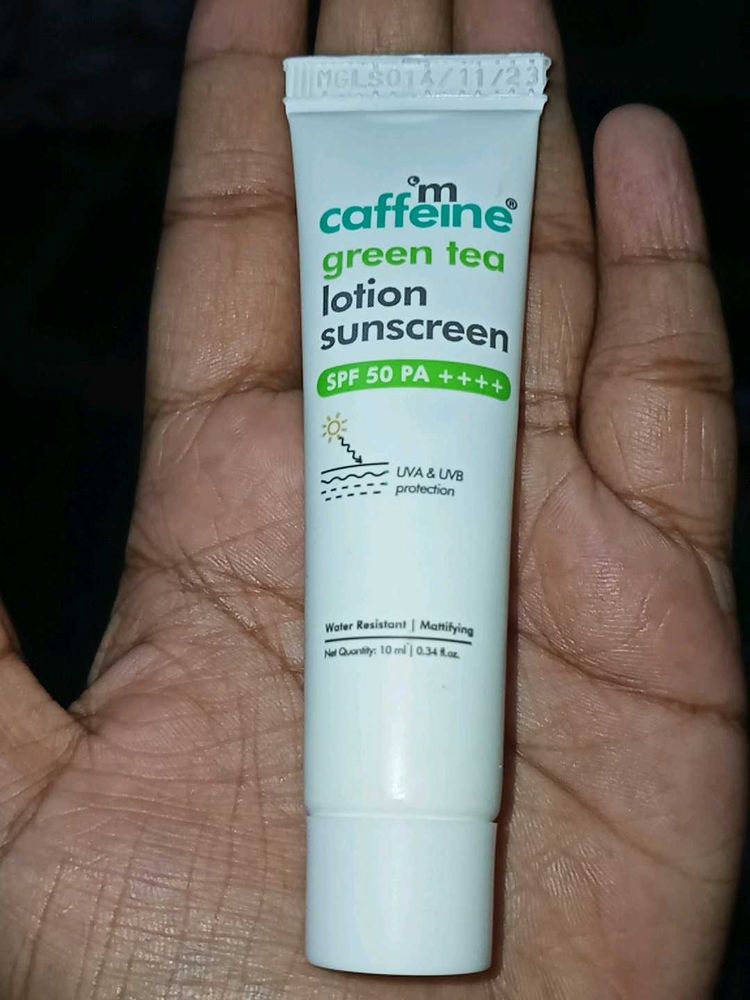 MGLS01A/11/23
'm
caffeine®
green tea
lotion
sunscreen
SPF 50 PA ++++
UVA & UVB
protection
Water Resistant | Mattifying
Net Quantity: 10 ml | 0.34 fl.oz.